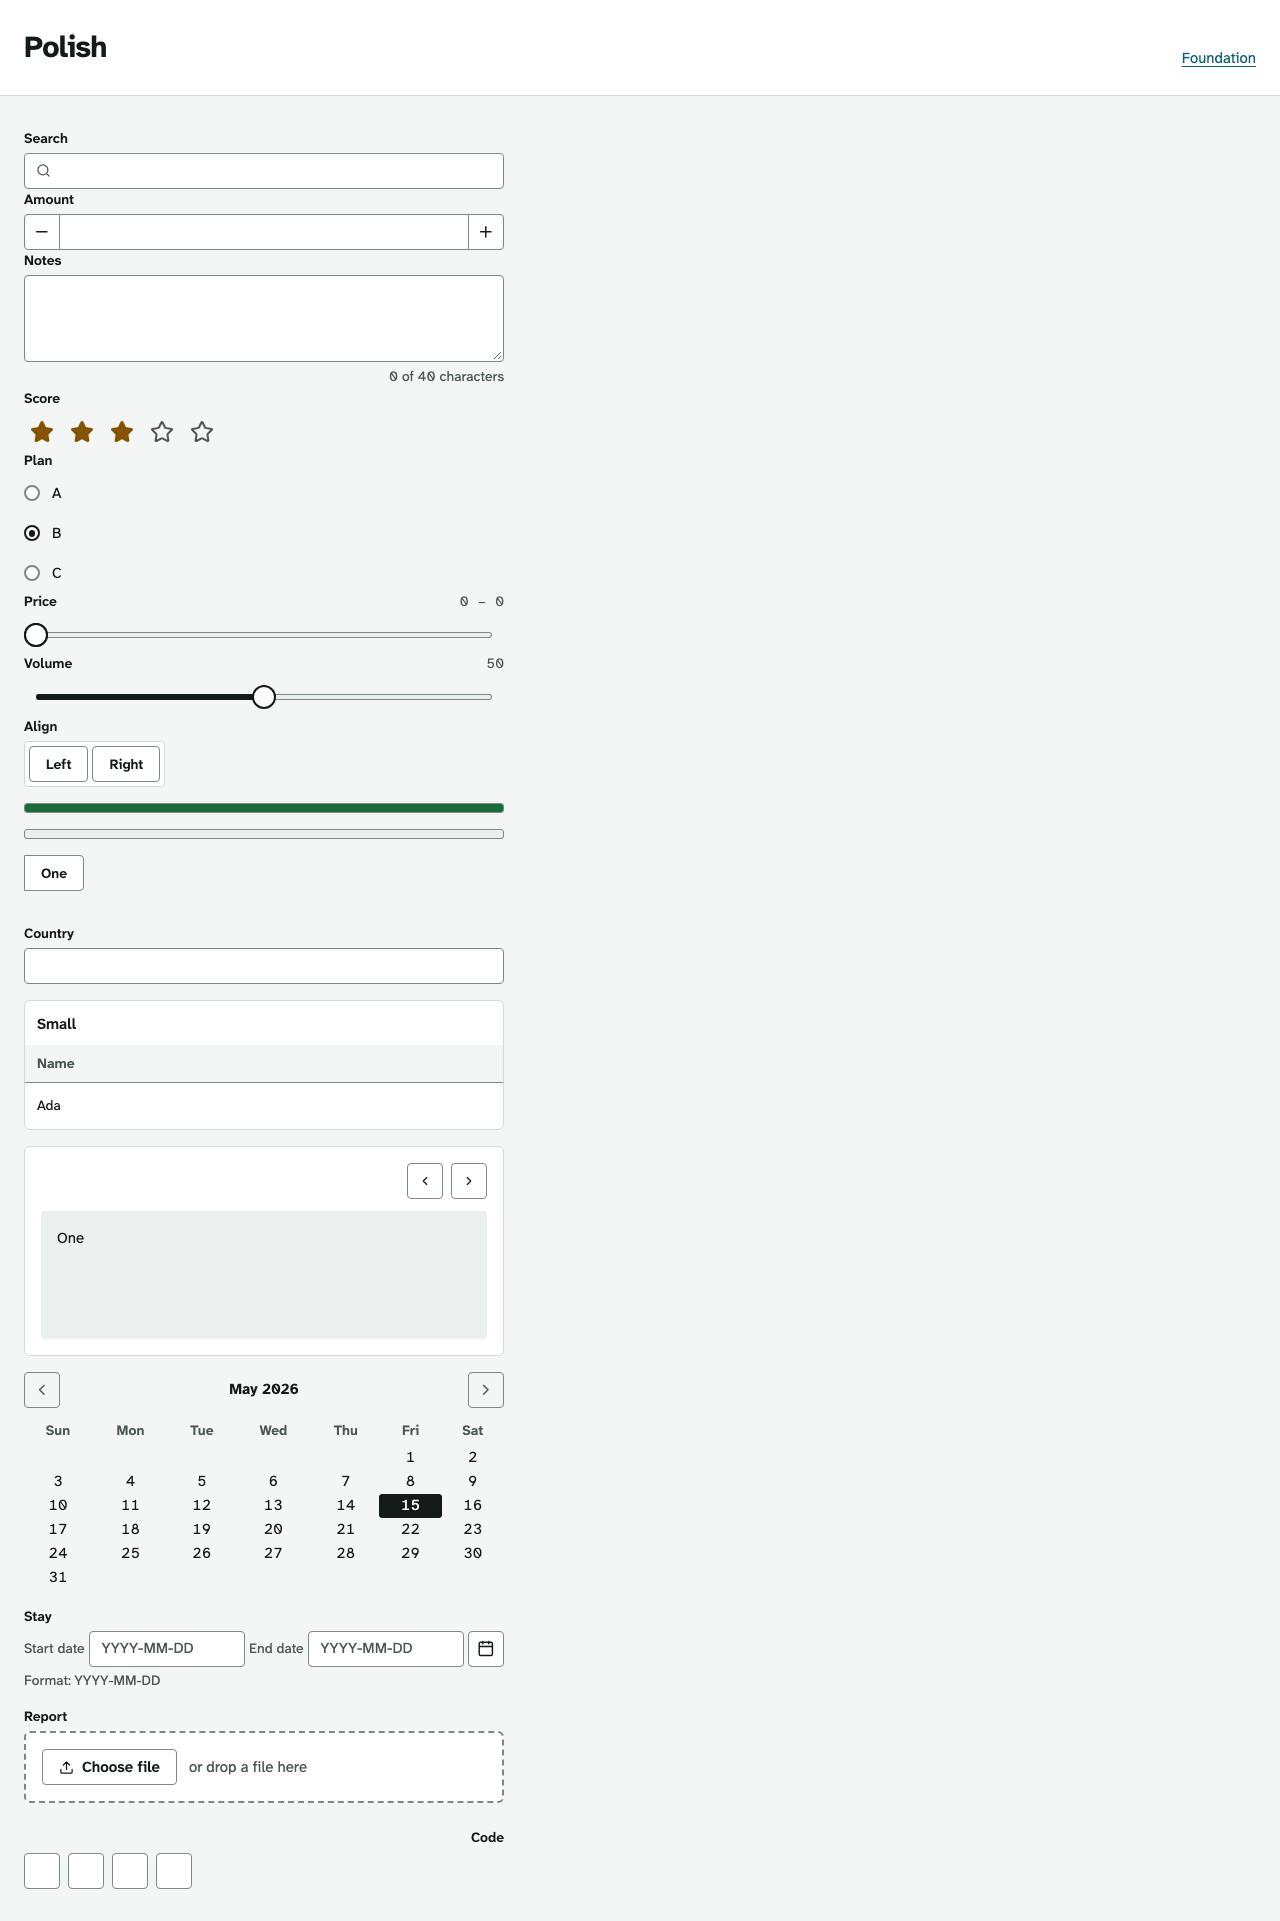 Polish
Foundation
Search
Amount
Notes
0 of 40 characters
Score
Plan
A
B
C
Price 0 – 0
Volume 50
Align
Left Right
One
Country
Small
Name
Ada
One
May 2026
Sun Mon Tue Wed Thu Fri Sat
1 2
3 4 5 6 7 8 9
10 11 12 13 14 15 16
17 18 19 20 21 22 23
24 25 26 27 28 29 30
31
Stay
Start date YYYY-MM-DD End date YYYY-MM-DD
Format: YYYY-MM-DD
Report
Choose file or drop a file here
Code